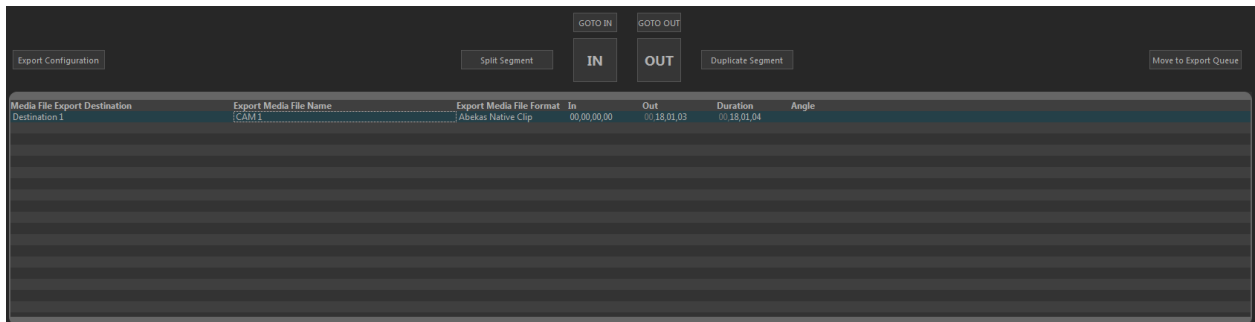 GOTO IN GOTO OUT
Export Configuration Split Segment IN OUT Duplicate Segment Move to Export Queue
Media File Export Destination Export Media File Name Export Media File Format In Out Duration Angle
Destination 1 CAM 1 Abekas Native Clip 00,00,00,00 00,18,01,03 00,18,01,04